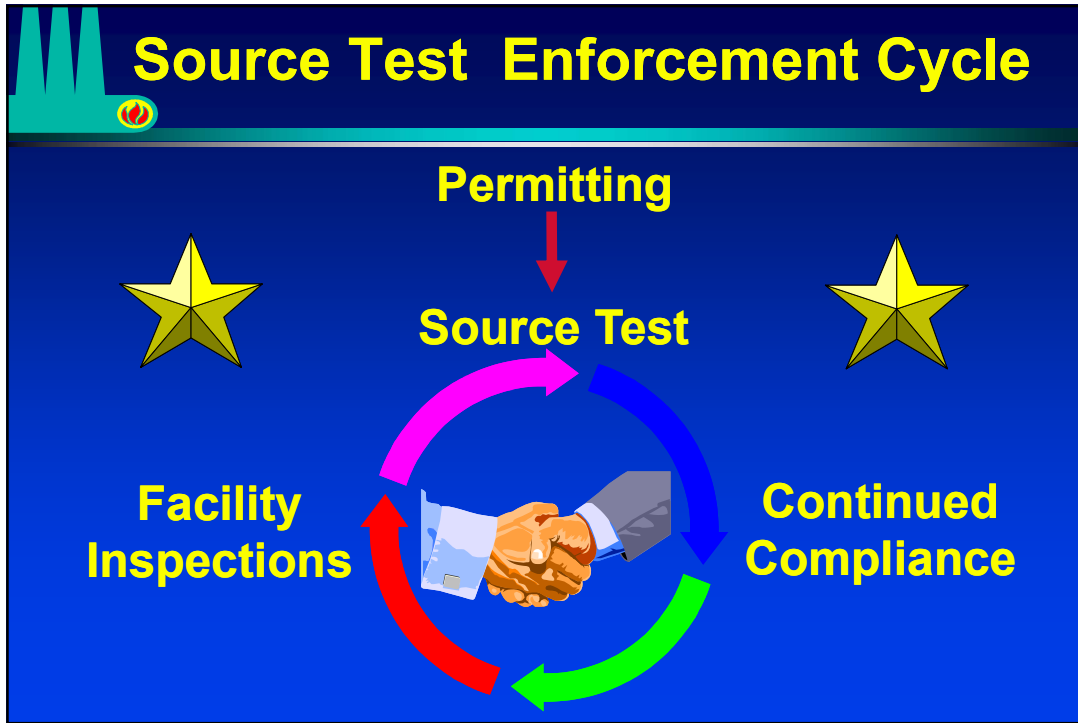 Source Test Enforcement Cycle
Permitting
Source Test
Facility
Inspections
Continued
Compliance